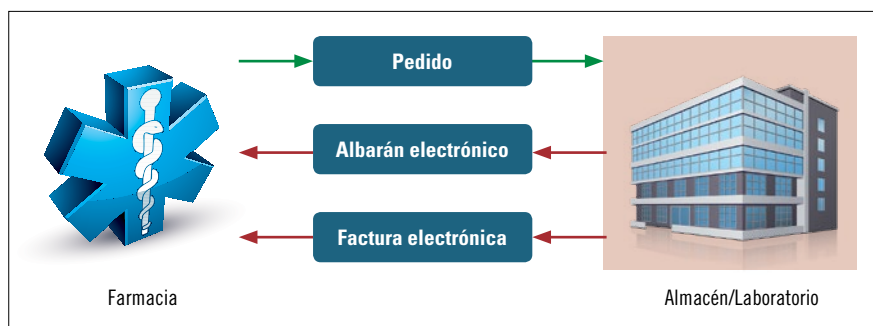 Pedido
Albarán electrónico
Factura electrónica
Farmacia
Almacén/Laboratorio